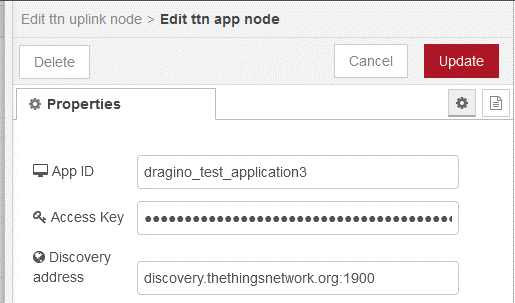 Edit ttn uplink node > Edit ttn app node
Delete
Cancel
Update
Properties
App ID
dragino_test_application3
Access Key
●●●●●●●●●●●●●●●●●●●●●●●●●●●●●●●●●●●●●●●●
Discovery
address
discovery.thethingsnetwork.org:1900